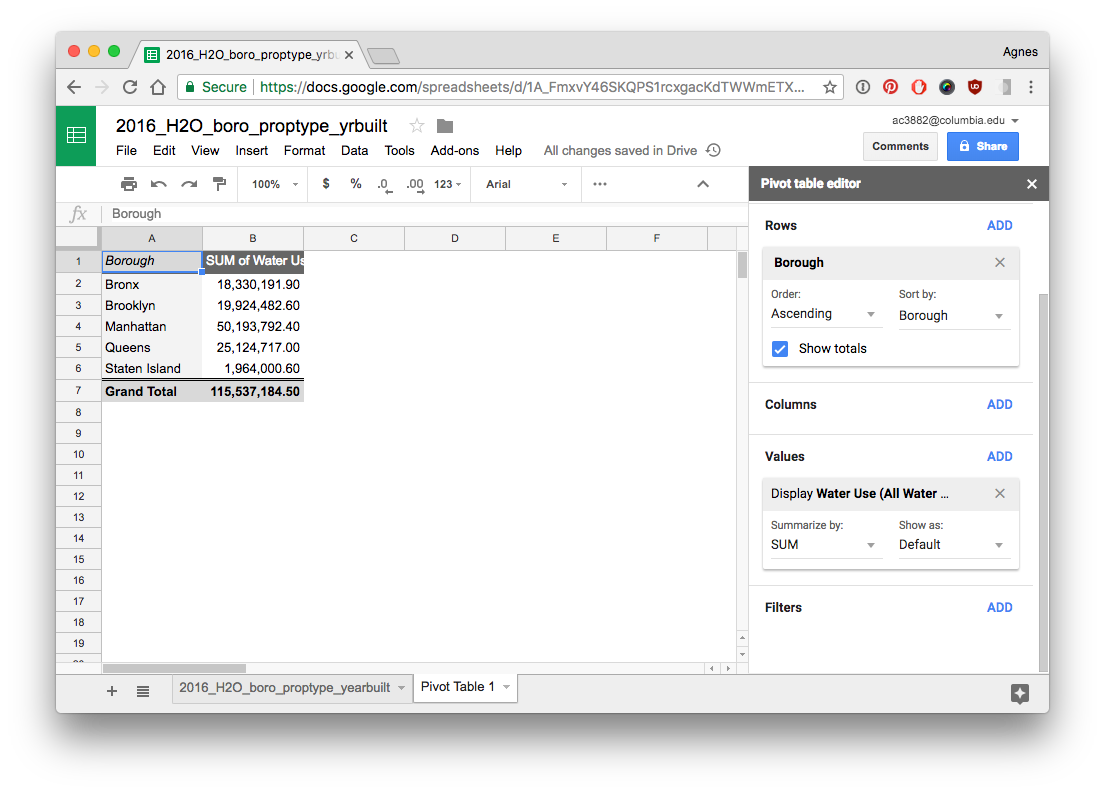 2016_H2O_boro_proptype_yrbu
Agnes
Secure https://docs.google.com/spreadsheets/d/1A_FmxvY46SKQPS1rcxgacKdTWWmETX...
2016_H2O_boro_proptype_yrbuilt
ac3882@columbia.edu
File Edit View Insert Format Data Tools Add-ons Help All changes saved in Drive
Comments Share
100% $ % .0 .00 123 Arial
Pivot table editor
fx Borough
A B C D E F
1 Borough SUM of Water Us
2 Bronx 18,330,191.90
3 Brooklyn 19,924,482.60
4 Manhattan 50,193,792.40
5 Queens 25,124,717.00
6 Staten Island 1,964,000.60
7 Grand Total 115,537,184.50
8
9
10
11
12
13
14
15
16
17
18
19
Rows ADD
Borough
Order: Sort by:
Ascending Borough
Show totals
Columns ADD
Values ADD
Display Water Use (All Water ...
Summarize by: Show as:
SUM Default
Filters ADD
2016_H2O_boro_proptype_yearbuilt Pivot Table 1